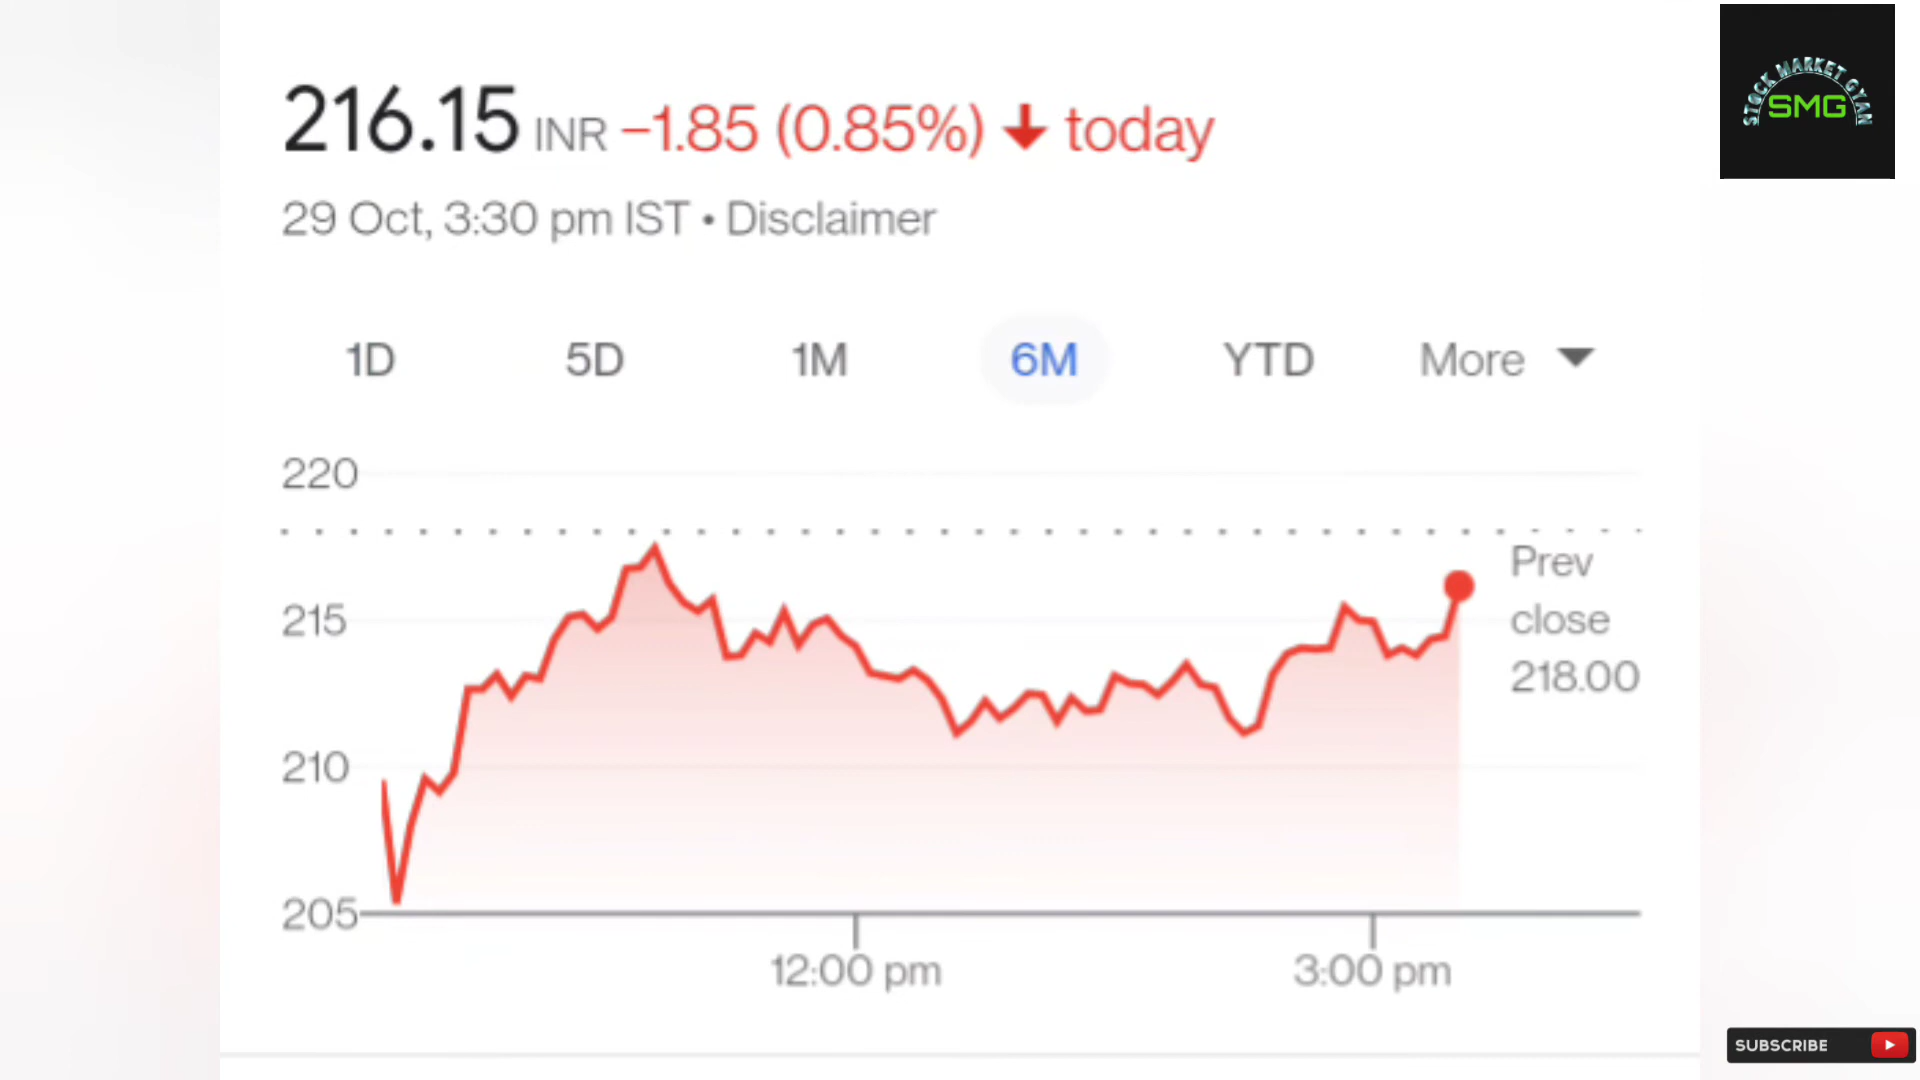 STOCK MARKET GYAN
SMG
216.15 INR −1.85 (0.85%) ↓ today
29 Oct, 3:30 pm IST • Disclaimer
1D 5D 1M 6M YTD More
220
215
210
205
Prev
close
218.00
12:00 pm 3:00 pm
SUBSCRIBE